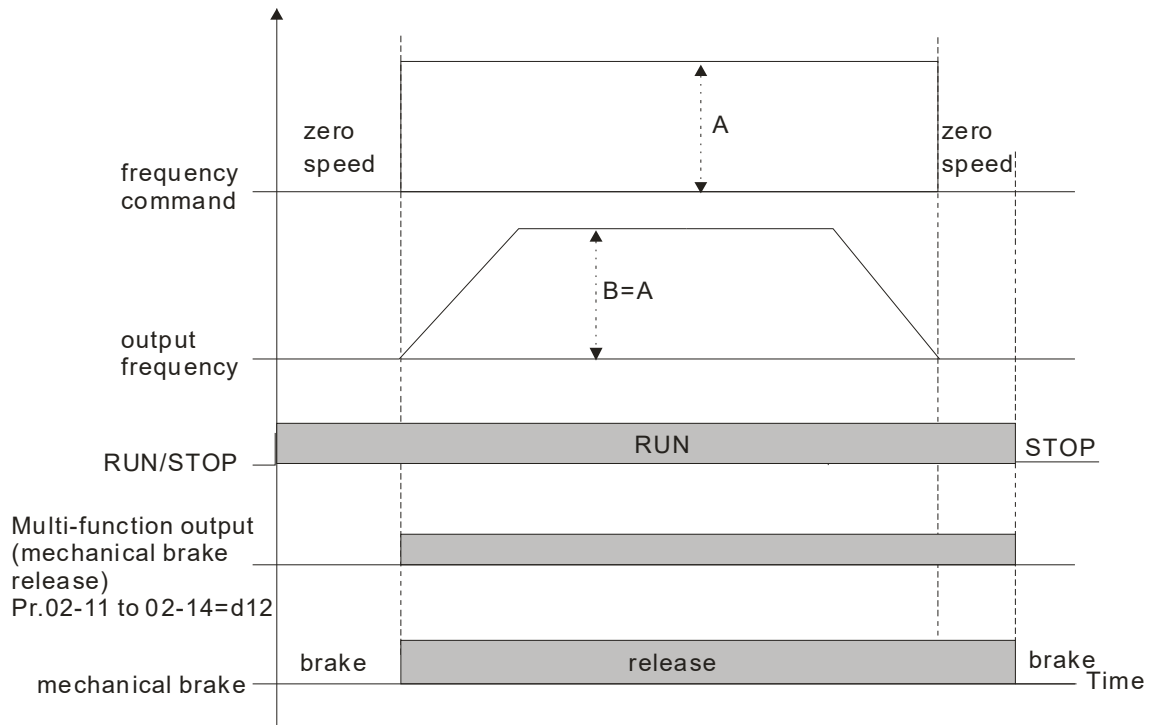 zero
speed
A
zero
speed
frequency
command
B=A
output
frequency
RUN
RUN/STOP
STOP
Multi-function output
(mechanical brake
release)
Pr.02-11 to 02-14=d12
brake
release
brake
mechanical brake
Time